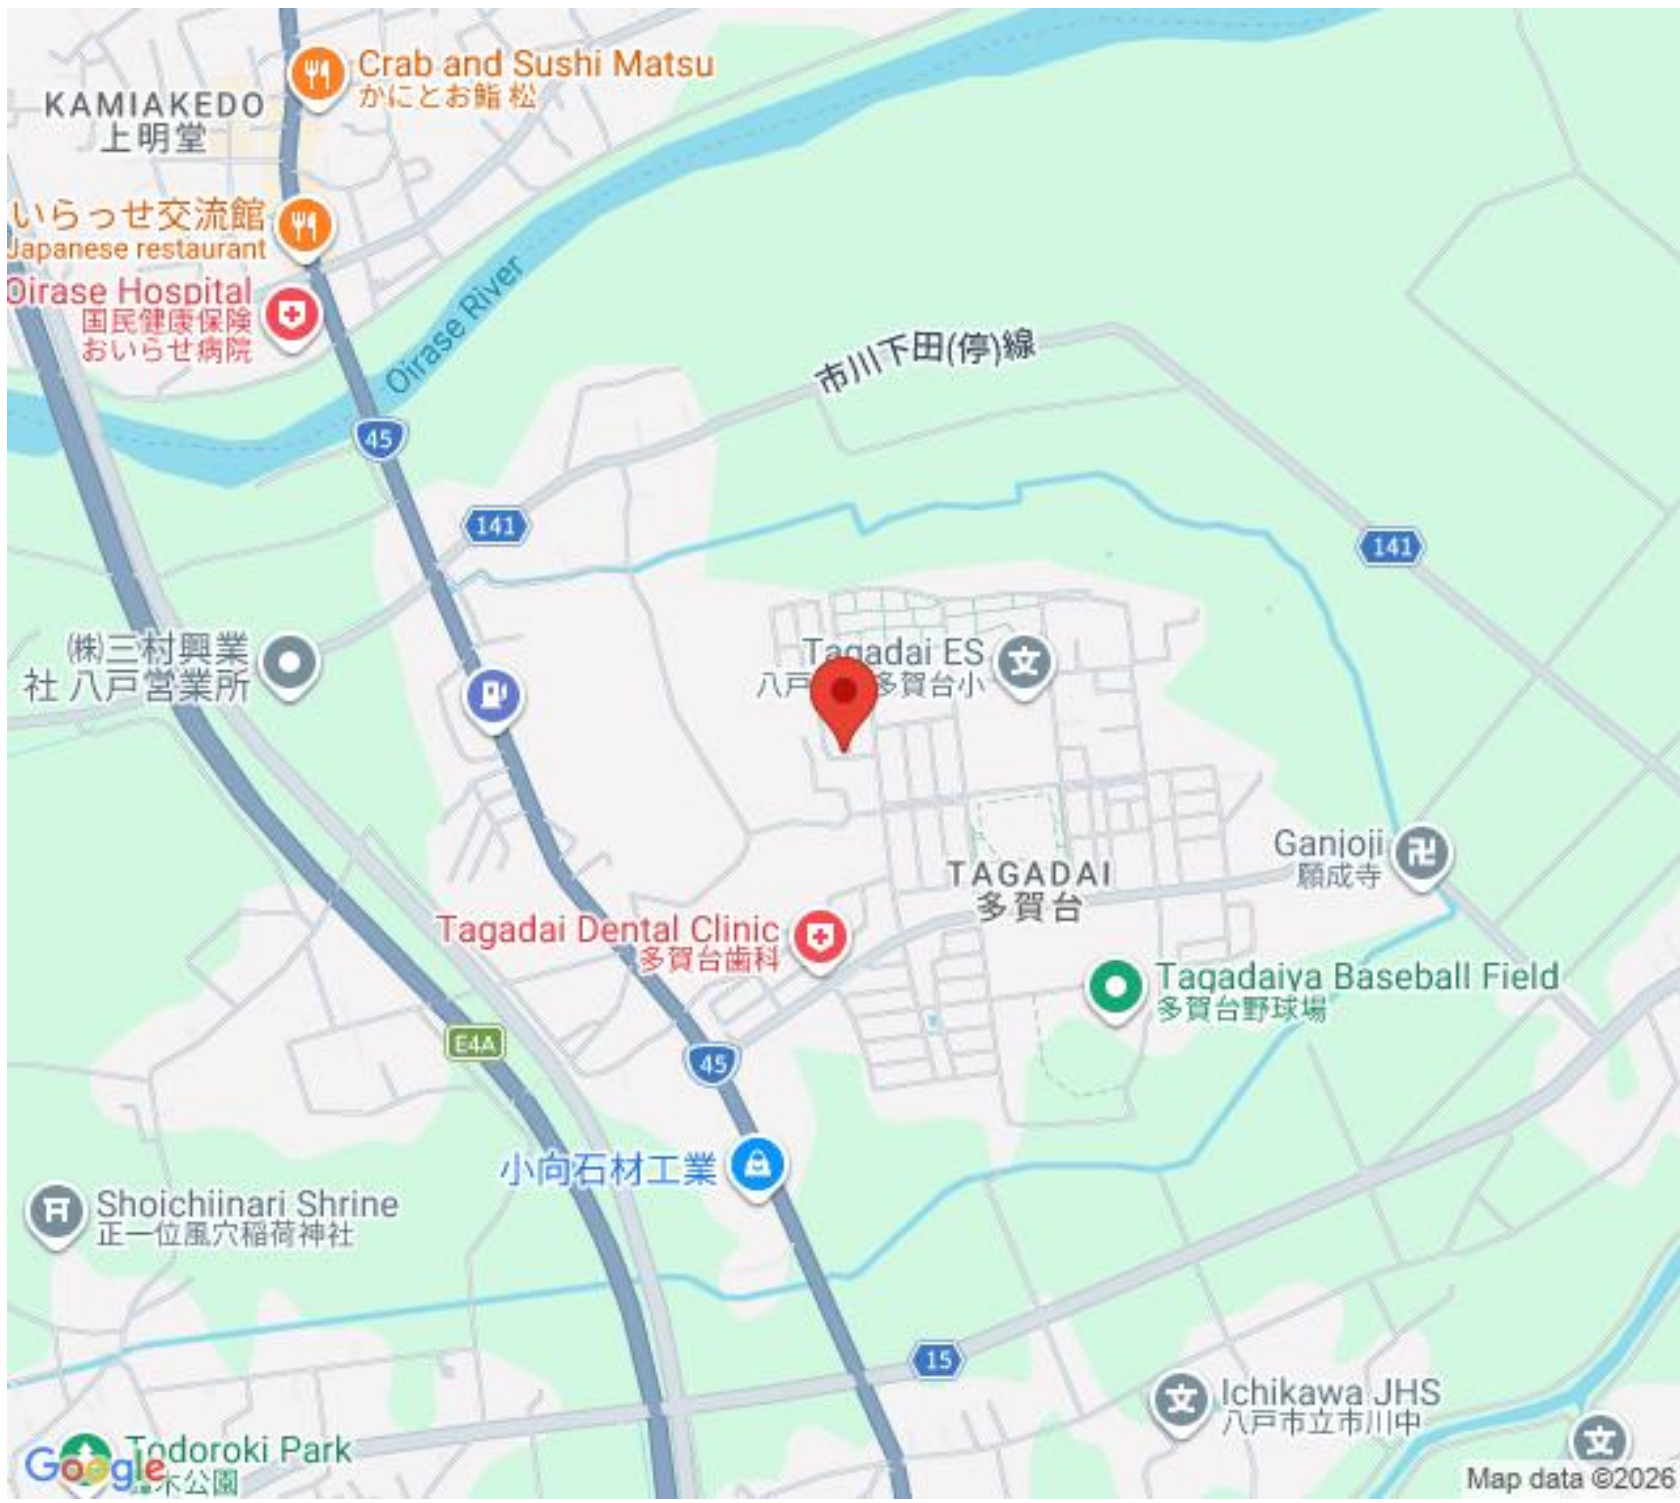 Crab and Sushi Matsu
かにとお鮨 松
KAMIAKEDO
上明堂
いらっせ交流館
Japanese restaurant
Oirase Hospital
国民健康保険
おいらせ病院
Oirase River
市川下田(停)線
45
141
141
㈱三村興業
社 八戸営業所
Tagadai ES
八戸 多賀台小
Ganjoji
願成寺
TAGADAI
多賀台
Tagadai Dental Clinic
多賀台歯科
Tagadaiya Baseball Field
多賀台野球場
E4A
45
小向石材工業
Shoichiinari Shrine
正一位風穴稲荷神社
15
Ichikawa JHS
八戸市立市川中
Todoroki Park
木公園
Google
Map data ©2026